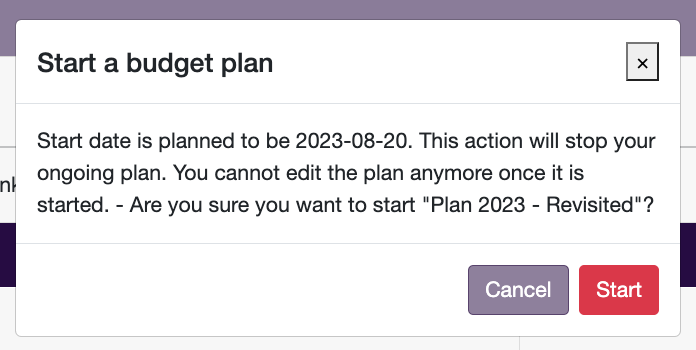 Start a budget plan
×
Start date is planned to be 2023-08-20. This action will stop your
ongoing plan. You cannot edit the plan anymore once it is
started. - Are you sure you want to start "Plan 2023 - Revisited"?
Cancel
Start